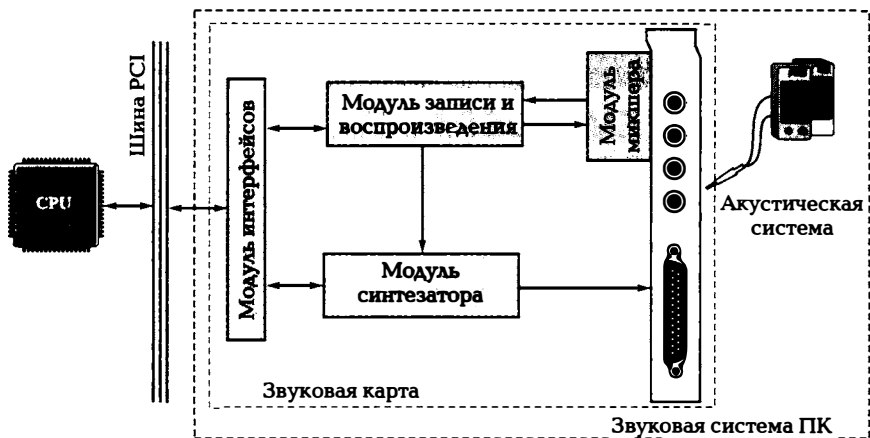 CPU
Шина PCI
Модуль интерфейсов
Модуль записи и
воспроизведения
Модуль
микшера
Модуль
синтезатора
Акустическая
система
Звуковая карта
Звуковая система ПК